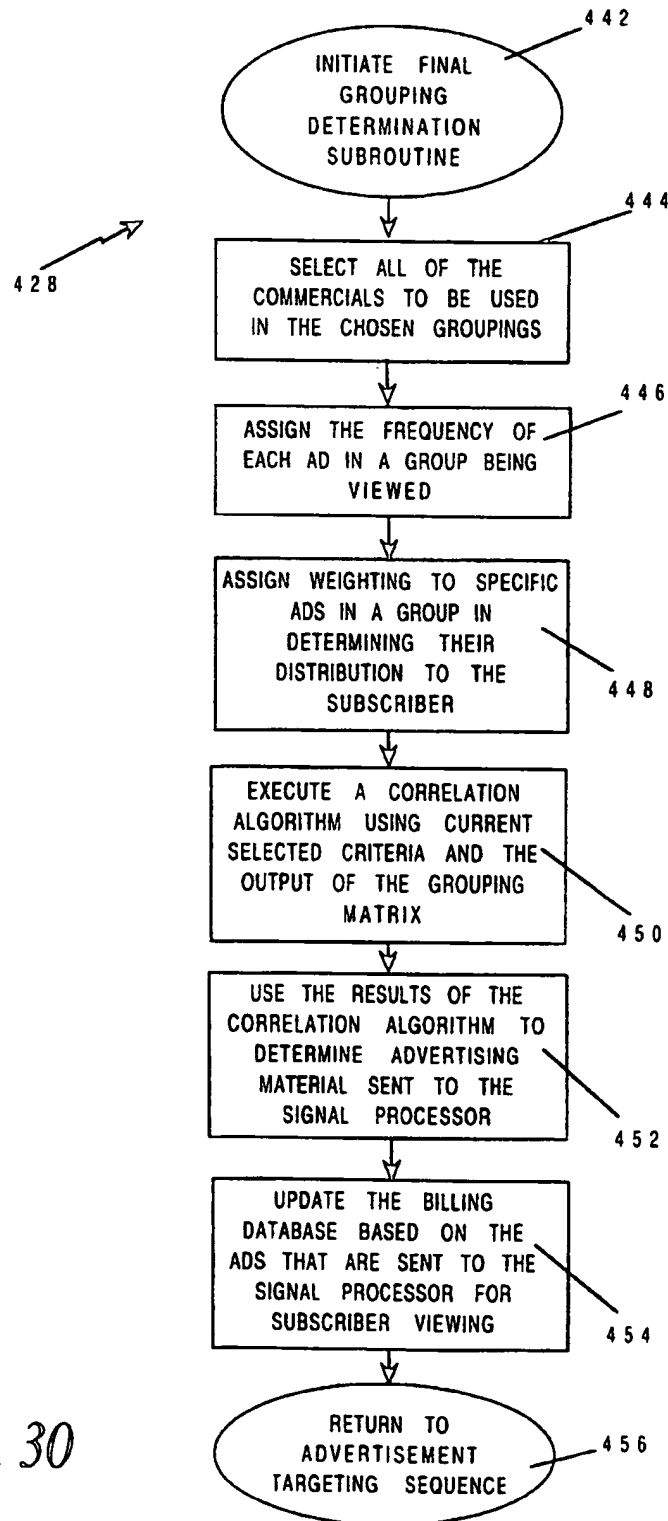 442
INITIATE FINAL
GROUPING
DETERMINATION
SUBROUTINE
428
444
SELECT ALL OF THE
COMMERCIALS TO BE USED
IN THE CHOSEN GROUPINGS
446
ASSIGN THE FREQUENCY OF
EACH AD IN A GROUP BEING
VIEWED
ASSIGN WEIGHTING TO SPECIFIC
ADS IN A GROUP IN
DETERMINING THEIR
DISTRIBUTION TO THE
SUBSCRIBER
448
EXECUTE A CORRELATION
ALGORITHM USING CURRENT
SELECTED CRITERIA AND THE
OUTPUT OF THE GROUPING
MATRIX
450
USE THE RESULTS OF THE
CORRELATION ALGORITHM TO
DETERMINE ADVERTISING
MATERIAL SENT TO THE
SIGNAL PROCESSOR
452
UPDATE THE BILLING
DATABASE BASED ON THE
ADS THAT ARE SENT TO THE
SIGNAL PROCESSOR FOR
SUBSCRIBER VIEWING
454
RETURN TO
ADVERTISEMENT
TARGETING SEQUENCE
456
30